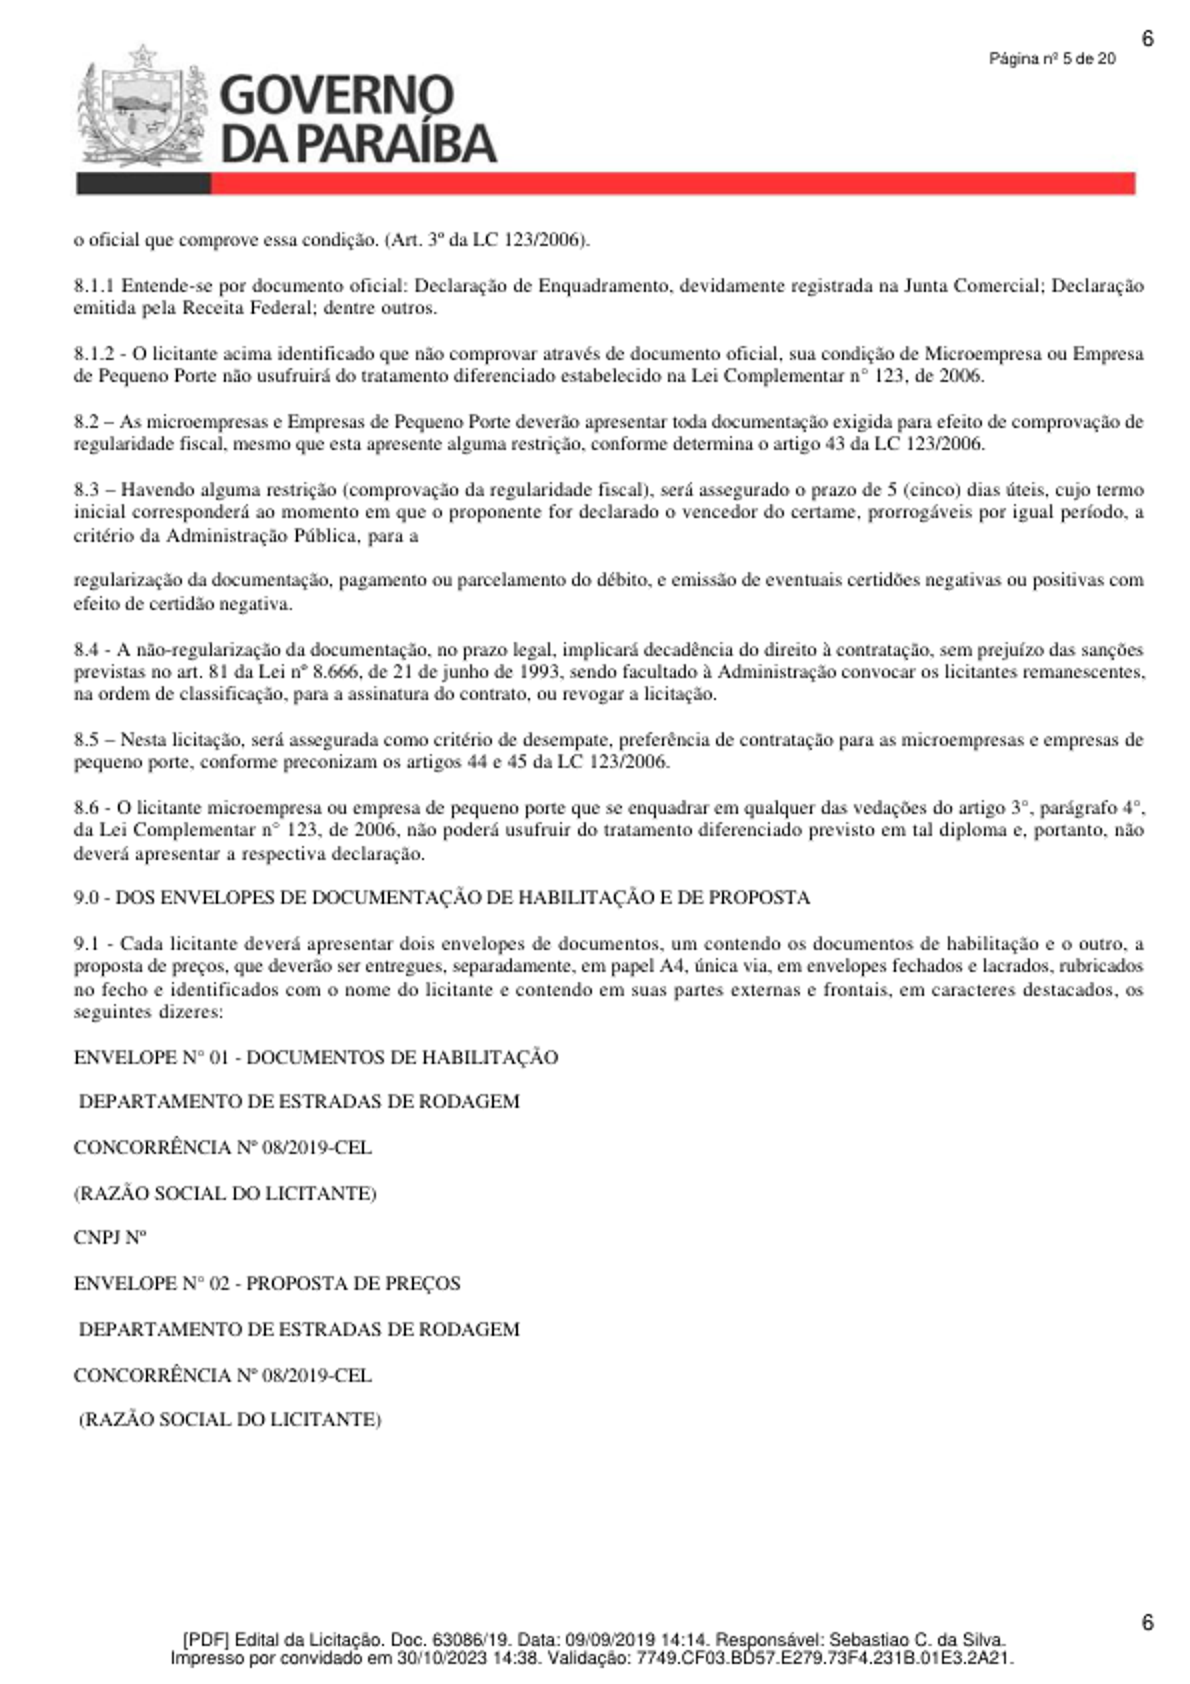 6
Página nº 5 de 20
GOVERNO
DA PARAÍBA
o oficial que comprove essa condição. (Art. 3º da LC 123/2006).
8.1.1 Entende-se por documento oficial: Declaração de Enquadramento, devidamente registrada na Junta Comercial; Declaração
emitida pela Receita Federal; dentre outros.
8.1.2 - O licitante acima identificado que não comprovar através de documento oficial, sua condição de Microempresa ou Empresa
de Pequeno Porte não usufruirá do tratamento diferenciado estabelecido na Lei Complementar n° 123, de 2006.
8.2 – As microempresas e Empresas de Pequeno Porte deverão apresentar toda documentação exigida para efeito de comprovação de
regularidade fiscal, mesmo que esta apresente alguma restrição, conforme determina o artigo 43 da LC 123/2006.
8.3 – Havendo alguma restrição (comprovação da regularidade fiscal), será assegurado o prazo de 5 (cinco) dias úteis, cujo termo
inicial corresponderá ao momento em que o proponente for declarado o vencedor do certame, prorrogáveis por igual período, a
critério da Administração Pública, para a
regularização da documentação, pagamento ou parcelamento do débito, e emissão de eventuais certidões negativas ou positivas com
efeito de certidão negativa.
8.4 - A não-regularização da documentação, no prazo legal, implicará decadência do direito à contratação, sem prejuízo das sanções
previstas no art. 81 da Lei nº 8.666, de 21 de junho de 1993, sendo facultado à Administração convocar os licitantes remanescentes,
na ordem de classificação, para a assinatura do contrato, ou revogar a licitação.
8.5 – Nesta licitação, será assegurada como critério de desempate, preferência de contratação para as microempresas e empresas de
pequeno porte, conforme preconizam os artigos 44 e 45 da LC 123/2006.
8.6 - O licitante microempresa ou empresa de pequeno porte que se enquadrar em qualquer das vedações do artigo 3°, parágrafo 4°,
da Lei Complementar n° 123, de 2006, não poderá usufruir do tratamento diferenciado previsto em tal diploma e, portanto, não
deverá apresentar a respectiva declaração.
9.0 - DOS ENVELOPES DE DOCUMENTAÇÃO DE HABILITAÇÃO E DE PROPOSTA
9.1 - Cada licitante deverá apresentar dois envelopes de documentos, um contendo os documentos de habilitação e o outro, a
proposta de preços, que deverão ser entregues, separadamente, em papel A4, única via, em envelopes fechados e lacrados, rubricados
no fecho e identificados com o nome do licitante e contendo em suas partes externas e frontais, em caracteres destacados, os
seguintes dizeres:
ENVELOPE N° 01 - DOCUMENTOS DE HABILITAÇÃO
DEPARTAMENTO DE ESTRADAS DE RODAGEM
CONCORRÊNCIA Nº 08/2019-CEL
(RAZÃO SOCIAL DO LICITANTE)
CNPJ Nº
ENVELOPE N° 02 - PROPOSTA DE PREÇOS
DEPARTAMENTO DE ESTRADAS DE RODAGEM
CONCORRÊNCIA Nº 08/2019-CEL
(RAZÃO SOCIAL DO LICITANTE)
6
[PDF] Edital da Licitação. Doc. 63086/19. Data: 09/09/2019 14:14. Responsável: Sebastiao C. da Silva.
Impresso por convidado em 30/10/2023 14:38. Validação: 7749.CF03.BD57.E279.73F4.231B.01E3.2A21.